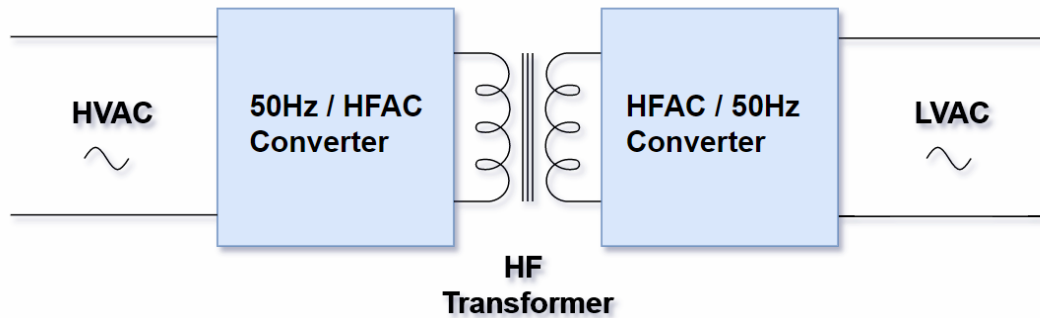 HVAC
50Hz / HFAC
Converter
HFAC / 50Hz
Converter
LVAC
HF
Transformer